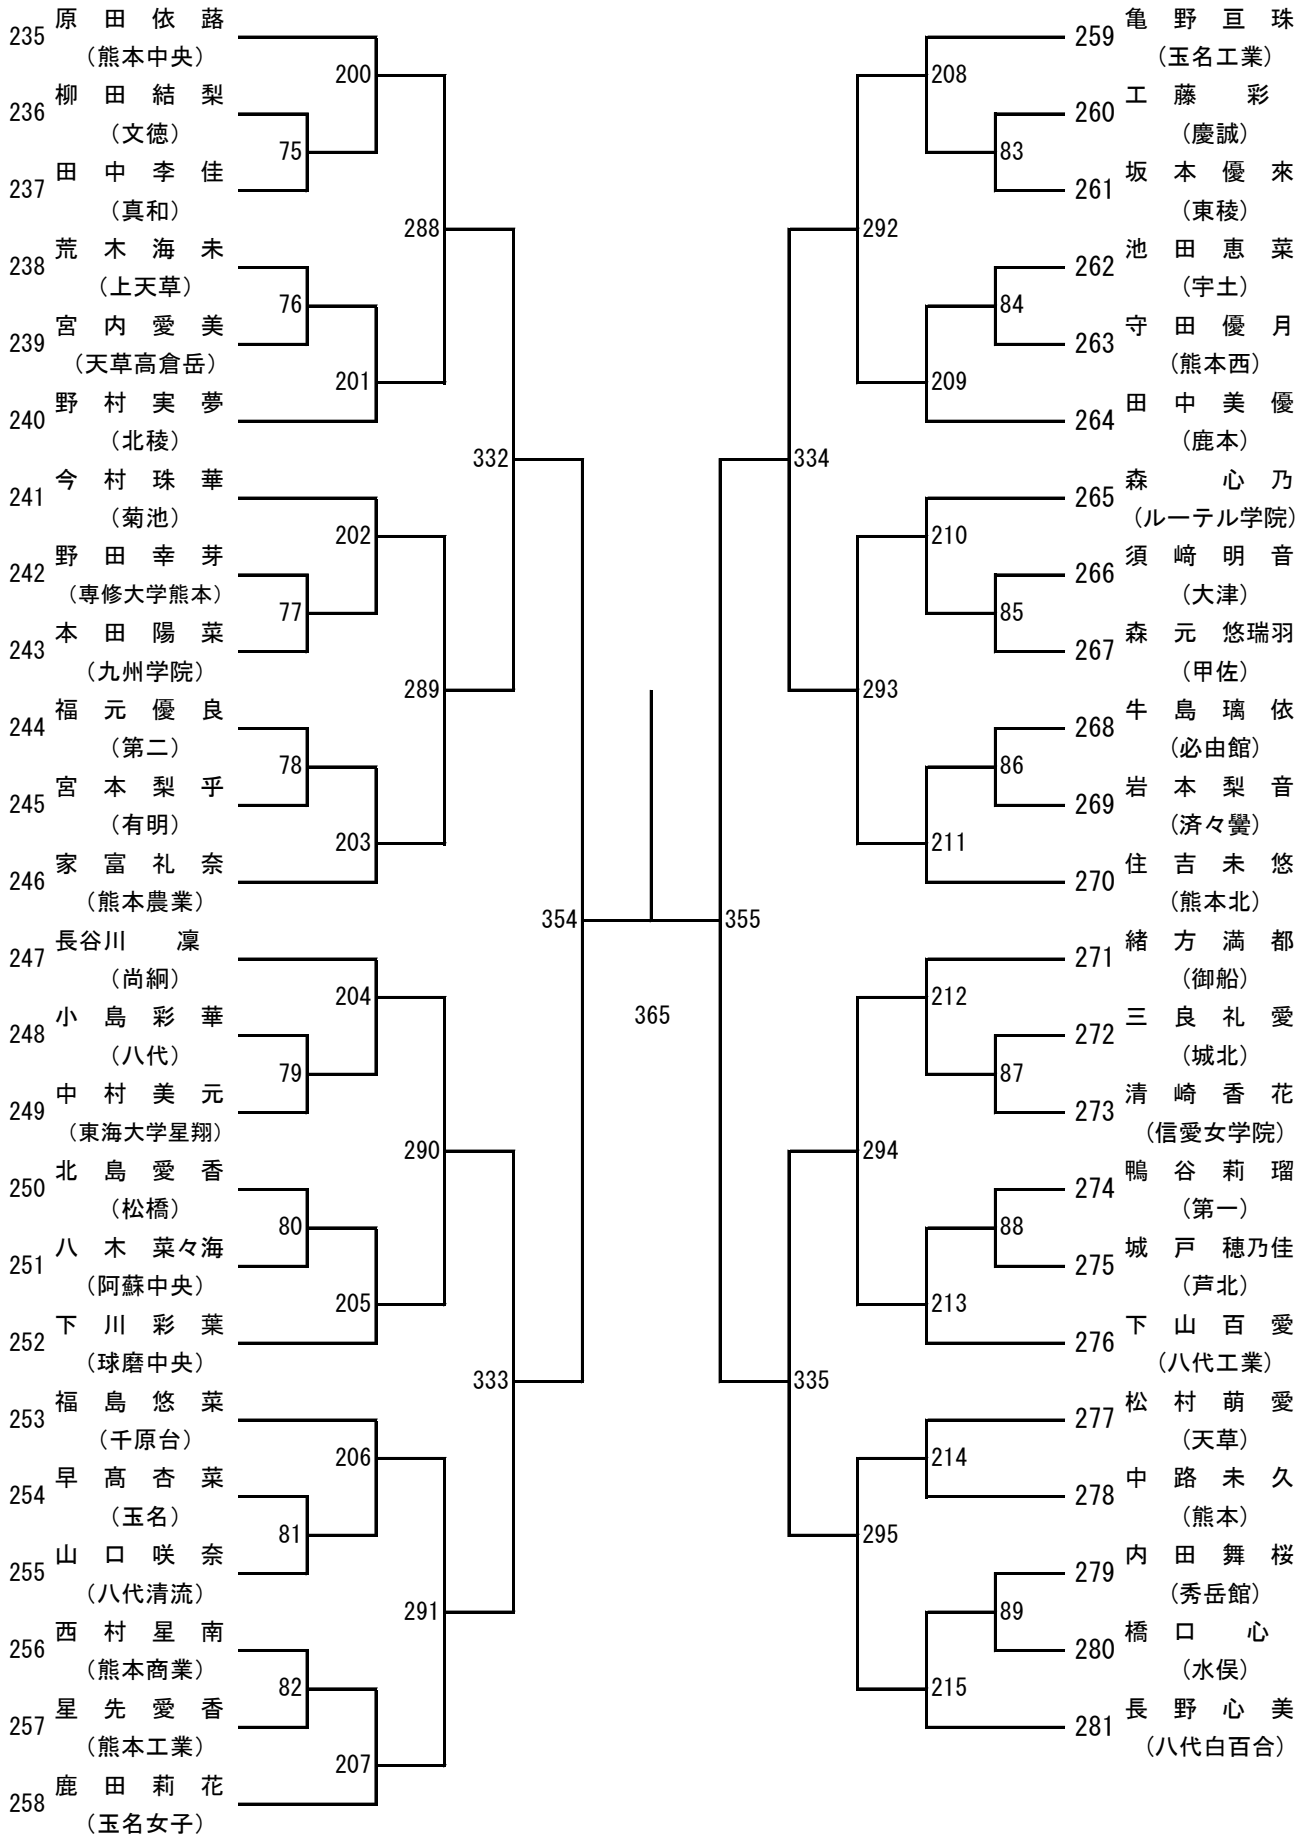 235 原田依蕗
（熊本中央）
236 柳田結梨
（文徳）
237 田中李佳
（真和）
238 荒木海未
（上天草）
239 宮内愛美
（天草高倉岳）
240 野村実夢
（北稜）
241 今村珠華
（菊池）
242 野田幸芽
（専修大学熊本）
243 本田陽菜
（九州学院）
244 福元優良
（第二）
245 宮本梨乎
（有明）
246 家富礼奈
（熊本農業）
247 長谷川　凜
（尚絅）
248 小島彩華
（八代）
249 中村美元
（東海大学星翔）
250 北島愛香
（松橋）
251 八木菜々海
（阿蘇中央）
252 下川彩葉
（球磨中央）
253 福島悠菜
（千原台）
254 早髙杏菜
（玉名）
255 山口咲奈
（八代清流）
256 西村星南
（熊本商業）
257 星先愛香
（熊本工業）
258 鹿田莉花
（玉名女子）
75
76
77
78
79
80
81
82
200
201
202
203
204
205
206
207
288
289
290
291
332
333
354
365
355
334
335
292
293
294
295
208
209
210
211
212
213
214
215
83
84
85
86
87
88
89
259 亀野亘珠
（玉名工業）
260 工藤　彩
（慶誠）
261 坂本優來
（東稜）
262 池田恵菜
（宇土）
263 守田優月
（熊本西）
264 田中美優
（鹿本）
265 森　心乃
（ルーテル学院）
266 須﨑明音
（大津）
267 森元悠瑞羽
（甲佐）
268 牛島璃依
（必由館）
269 岩本梨音
（済々黌）
270 住吉未悠
（熊本北）
271 緒方満都
（御船）
272 三良礼愛
（城北）
273 清崎香花
（信愛女学院）
274 鴨谷莉瑠
（第一）
275 城戸穂乃佳
（芦北）
276 下山百愛
（八代工業）
277 松村萌愛
（天草）
278 中路未久
（熊本）
279 内田舞桜
（秀岳館）
280 橋口　心
（水俣）
281 長野心美
（八代白百合）